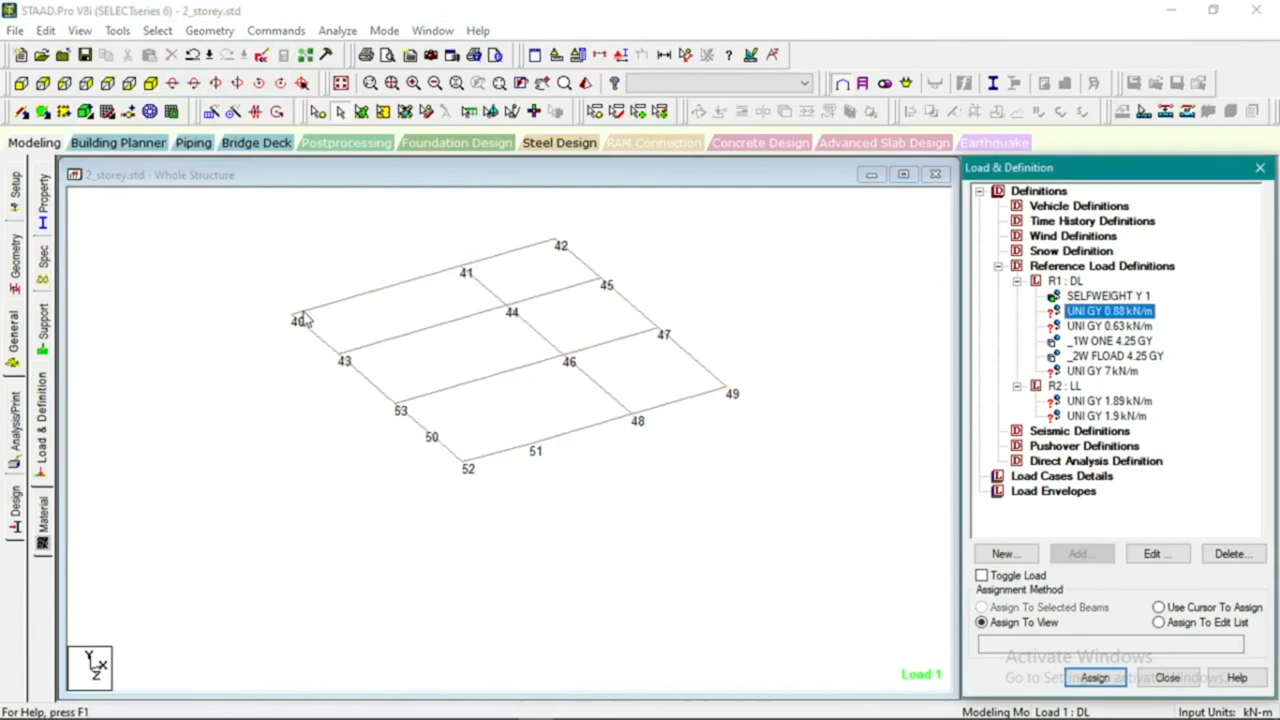 STAAD.Pro V8i (SELECTseries 6) - 2_storey.std
File Edit View Tools Select Geometry Commands Analyze Mode Window Help
Modeling Building Planner Piping Bridge Deck Postprocessing Foundation Design Steel Design RAM Connection Concrete Design Advanced Slab Design Earthquake
Setup
Geometry
General
Analysis/Print
Design
Property
Spec
Support
Load & Definition
Material
2_storey.std - Whole Structure
42
41
45
40
44
47
43
46
49
53
48
50
51
52
Y
X
Z
Load 1
Load & Definition
Definitions
Vehicle Definitions
Time History Definitions
Wind Definitions
Snow Definition
Reference Load Definitions
R1 : DL
SELFWEIGHT Y 1
UNI GY 0.88 kN/m
UNI GY 0.63 kN/m
_1W ONE 4.25 GY
_2W FLOAD 4.25 GY
UNI GY 7 kN/m
R2 : LL
UNI GY 1.89 kN/m
UNI GY 1.9 kN/m
Seismic Definitions
Pushover Definitions
Direct Analysis Definition
Load Cases Details
Load Envelopes
New... Add... Edit ... Delete...
Toggle Load
Assignment Method
Assign To Selected Beams Use Cursor To Assign
Assign To View Assign To Edit List
Activate Windows
Go to Settings to activate Windows.
Assign Close Help
For Help, press F1 Modeling Mo Load 1 : DL Input Units: kN-m